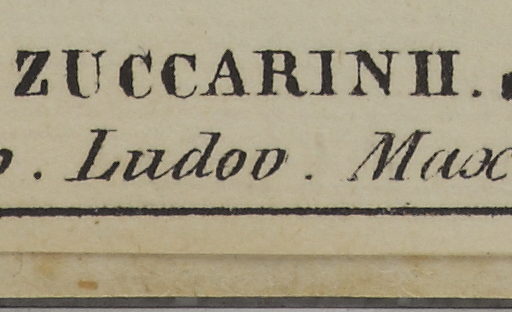 ZUCCARINII.
. Ludov. Max